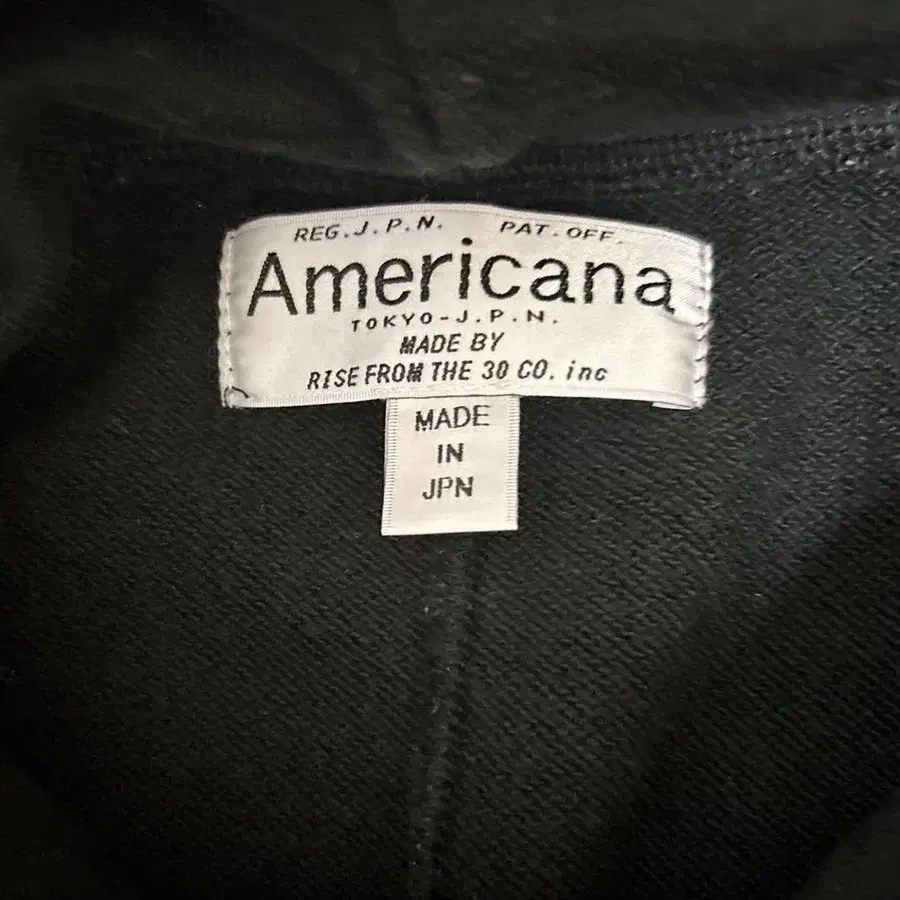 REG.J.P.N. PAT.OFF.
Americana
TOKYO-J.P.N.
MADE BY
RISE FROM THE 30 CO. inc
MADE
IN
JPN